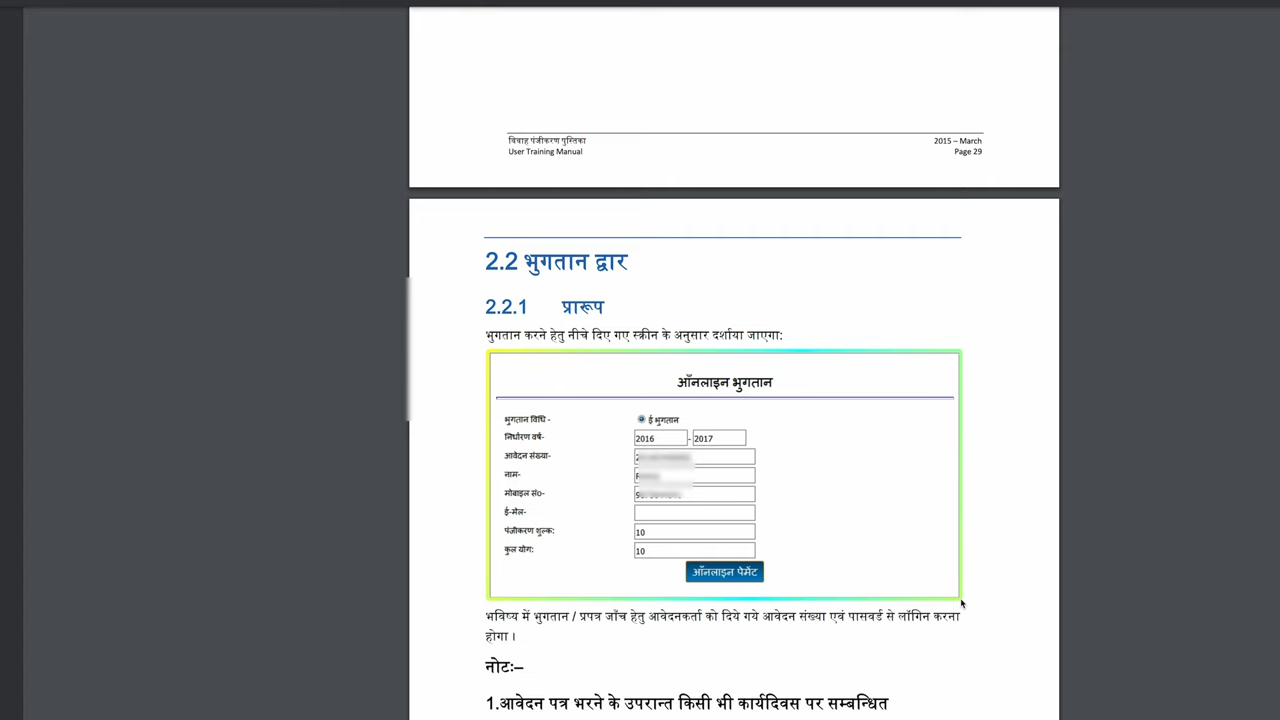 विवाह पंजीकरण पुस्तिका 2015 – March
User Training Manual Page 29
2.2 भुगतान द्वार
2.2.1 प्रारूप
भुगतान करने हेतु नीचे दिए गए स्क्रीन के अनुसार दर्शाया जाएगा:
ऑनलाइन भुगतान
भुगतान विधि - ई भुगतान
निर्धारण वर्ष- 2016 - 2017
आवेदन संख्या-
नाम-
मोबाइल सं०-
ई-मेल-
पंजीकरण शुल्क: 10
कुल योग: 10
ऑनलाइन पेमेंट
भविष्य में भुगतान / प्रपत्र जाँच हेतु आवेदनकर्ता को दिये गये आवेदन संख्या एवं पासवर्ड से लॉगिन करना
होगा ।
नोटः–
1.आवेदन पत्र भरने के उपरान्त किसी भी कार्यदिवस पर सम्बन्धित